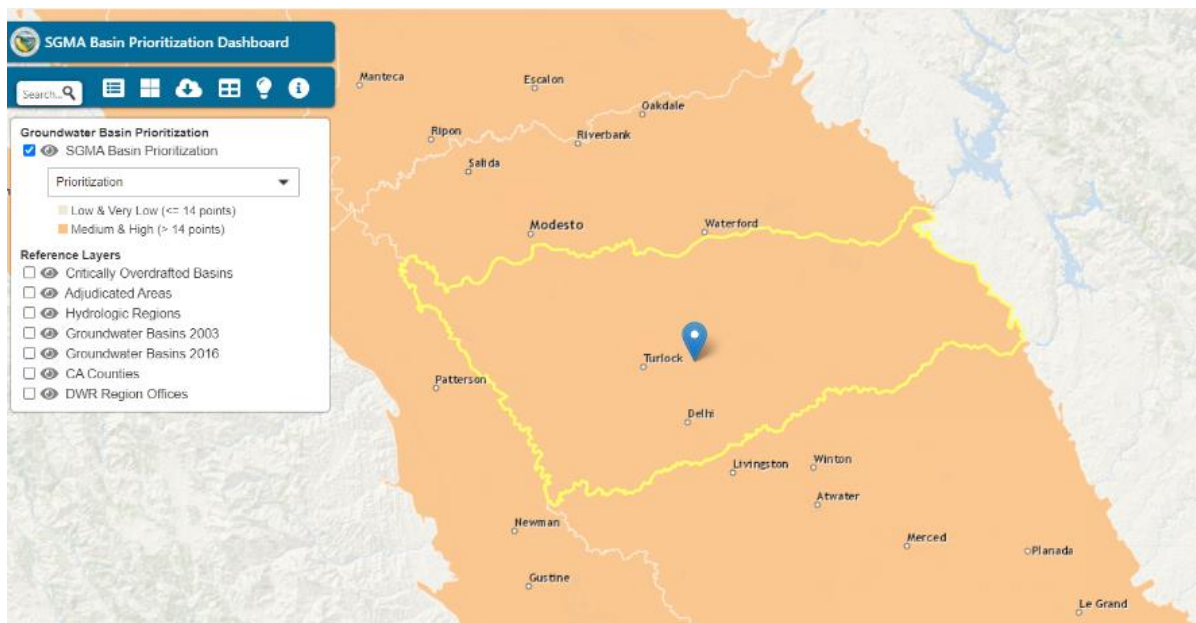 SGMA Basin Prioritization Dashboard
Search...
Groundwater Basin Prioritization
SGMA Basin Prioritization
Prioritization
Low & Very Low (<= 14 points)
Medium & High (> 14 points)
Reference Layers
Critically Overdrafted Basins
Adjudicated Areas
Hydrologic Regions
Groundwater Basins 2003
Groundwater Basins 2016
CA Counties
DWR Region Offices
Manteca
Escalon
Oakdale
Ripon
Riverbank
Salida
Modesto
Waterford
Turlock
Patterson
Delhi
Livingston
Winton
Atwater
Newman
Merced
Planada
Gustine
Le Grand